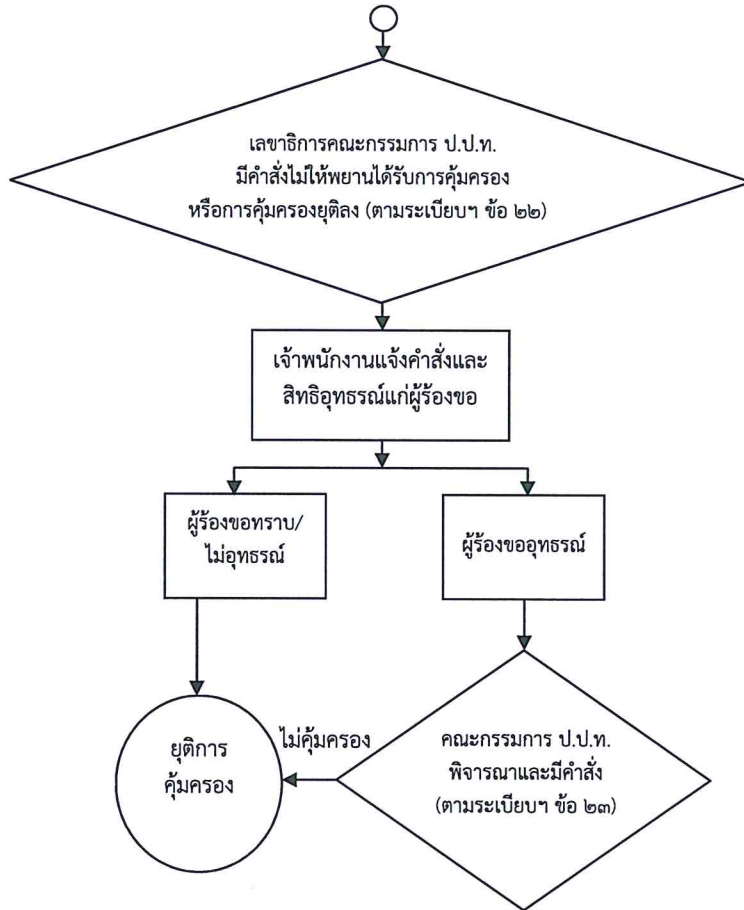 เลขาธิการคณะกรรมการ ป.ป.ท.
มีคำสั่งไม่ให้พยานได้รับการคุ้มครอง
หรือการคุ้มครองยุติลง (ตามระเบียบฯ ข้อ ๒๒)
เจ้าพนักงานแจ้งคำสั่งและ
สิทธิอุทธรณ์แก่ผู้ร้องขอ
ผู้ร้องขอทราบ/
ไม่อุทธรณ์
ผู้ร้องขออุทธรณ์
ยุติการ
คุ้มครอง
ไม่คุ้มครอง
คณะกรรมการ ป.ป.ท.
พิจารณาและมีคำสั่ง
(ตามระเบียบฯ ข้อ ๒๓)